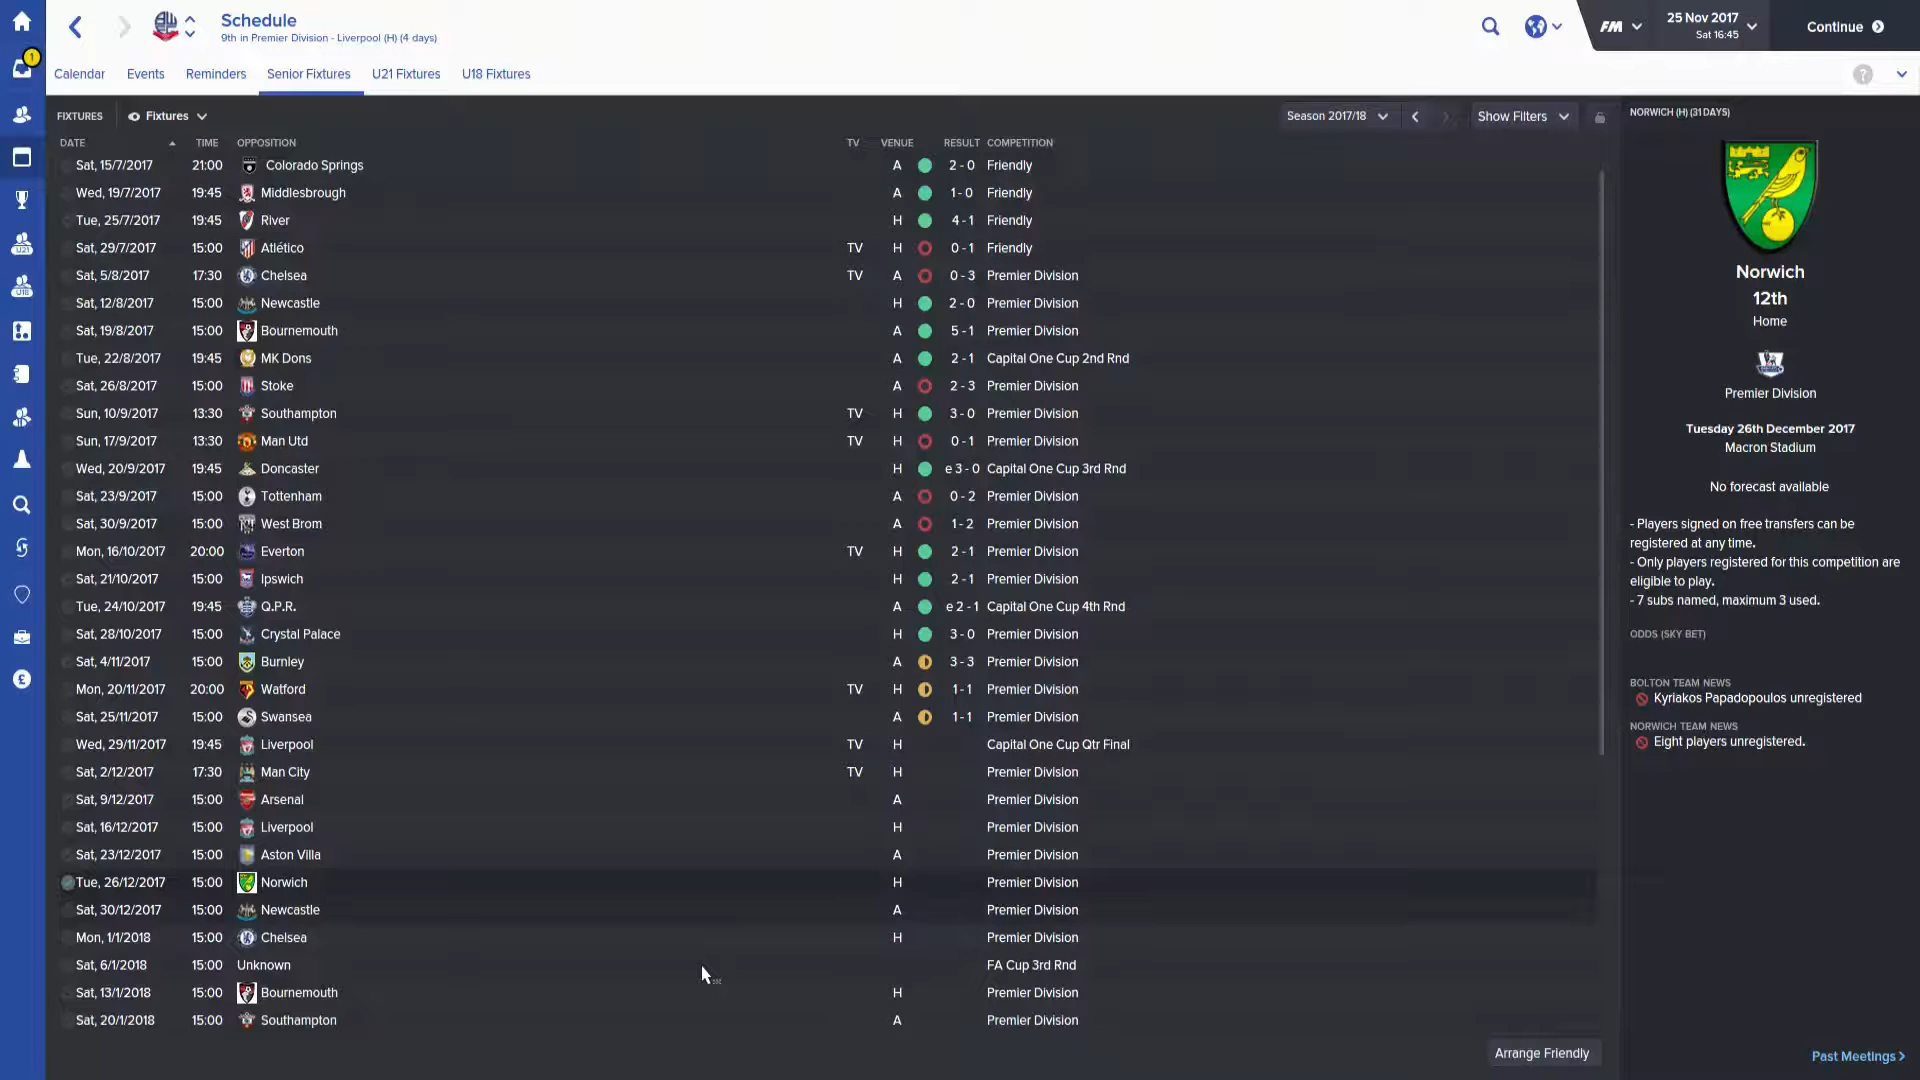 Schedule
9th in Premier Division - Liverpool (H) (4 days)
FM
25 Nov 2017
Sat 16:45
Continue
1
Calendar Events Reminders Senior Fixtures U21 Fixtures U18 Fixtures
?
FIXTURES Fixtures Season 2017/18 Show Filters
DATE TIME OPPOSITION TV VENUE RESULT COMPETITION
Sat, 15/7/2017 21:00 Colorado Springs A 2 - 0 Friendly
Wed, 19/7/2017 19:45 Middlesbrough A 1 - 0 Friendly
Tue, 25/7/2017 19:45 River H 4 - 1 Friendly
Sat, 29/7/2017 15:00 Atlético TV H 0 - 1 Friendly
Sat, 5/8/2017 17:30 Chelsea TV A 0 - 3 Premier Division
Sat, 12/8/2017 15:00 Newcastle H 2 - 0 Premier Division
Sat, 19/8/2017 15:00 Bournemouth A 5 - 1 Premier Division
Tue, 22/8/2017 19:45 MK Dons A 2 - 1 Capital One Cup 2nd Rnd
Sat, 26/8/2017 15:00 Stoke A 2 - 3 Premier Division
Sun, 10/9/2017 13:30 Southampton TV H 3 - 0 Premier Division
Sun, 17/9/2017 13:30 Man Utd TV H 0 - 1 Premier Division
Wed, 20/9/2017 19:45 Doncaster H e 3 - 0 Capital One Cup 3rd Rnd
Sat, 23/9/2017 15:00 Tottenham A 0 - 2 Premier Division
Sat, 30/9/2017 15:00 West Brom A 1 - 2 Premier Division
Mon, 16/10/2017 20:00 Everton TV H 2 - 1 Premier Division
Sat, 21/10/2017 15:00 Ipswich H 2 - 1 Premier Division
Tue, 24/10/2017 19:45 Q.P.R. A e 2 - 1 Capital One Cup 4th Rnd
Sat, 28/10/2017 15:00 Crystal Palace H 3 - 0 Premier Division
Sat, 4/11/2017 15:00 Burnley A 3 - 3 Premier Division
Mon, 20/11/2017 20:00 Watford TV H 1 - 1 Premier Division
Sat, 25/11/2017 15:00 Swansea A 1 - 1 Premier Division
Wed, 29/11/2017 19:45 Liverpool TV H Capital One Cup Qtr Final
Sat, 2/12/2017 17:30 Man City TV H Premier Division
Sat, 9/12/2017 15:00 Arsenal A Premier Division
Sat, 16/12/2017 15:00 Liverpool H Premier Division
Sat, 23/12/2017 15:00 Aston Villa A Premier Division
Tue, 26/12/2017 15:00 Norwich H Premier Division
Sat, 30/12/2017 15:00 Newcastle A Premier Division
Mon, 1/1/2018 15:00 Chelsea H Premier Division
Sat, 6/1/2018 15:00 Unknown FA Cup 3rd Rnd
Sat, 13/1/2018 15:00 Bournemouth H Premier Division
Sat, 20/1/2018 15:00 Southampton A Premier Division
Arrange Friendly
NORWICH (H) (31 DAYS)
Norwich
12th
Home
Premier Division
Tuesday 26th December 2017
Macron Stadium
No forecast available
- Players signed on free transfers can be
registered at any time.
- Only players registered for this competition are
eligible to play.
- 7 subs named, maximum 3 used.
ODDS (SKY BET)
BOLTON TEAM NEWS
Kyriakos Papadopoulos unregistered
NORWICH TEAM NEWS
Eight players unregistered.
Past Meetings >
U21
U18
£